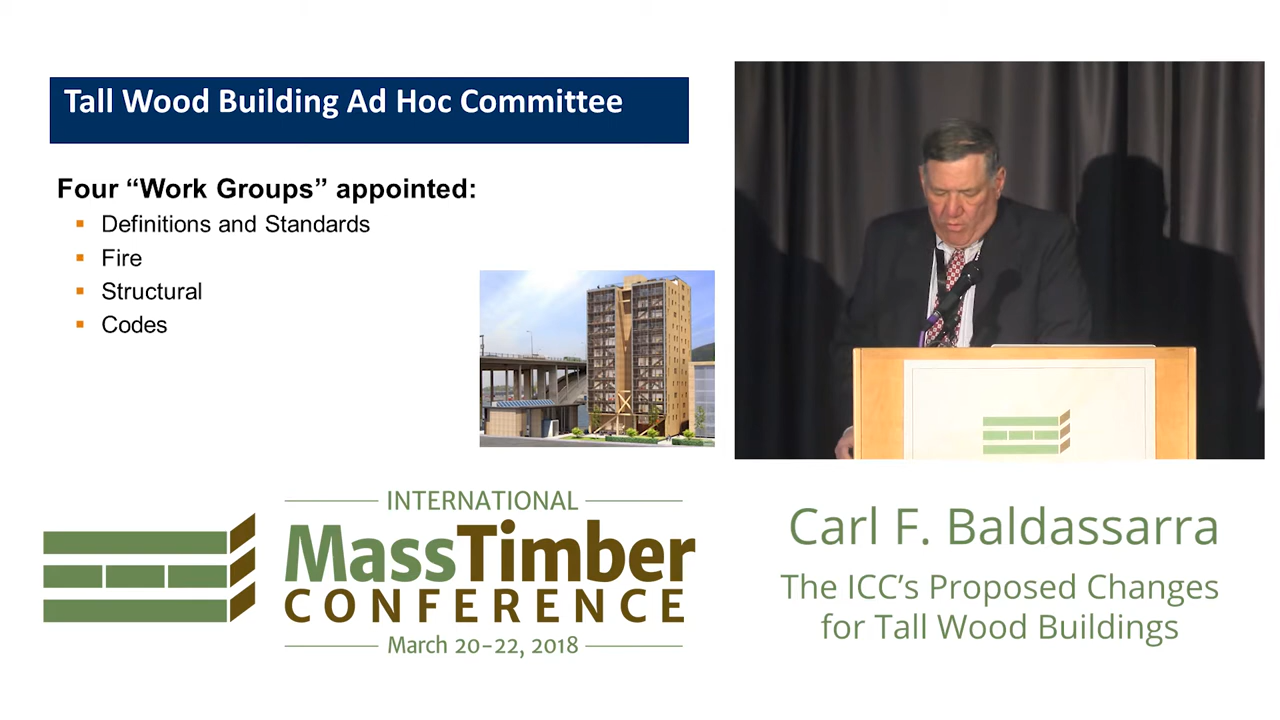 Tall Wood Building Ad Hoc Committee
Four “Work Groups” appointed:
Definitions and Standards
Fire
Structural
Codes
INTERNATIONAL
MassTimber
CONFERENCE
March 20–22, 2018
Carl F. Baldassarra
The ICC’s Proposed Changes
for Tall Wood Buildings